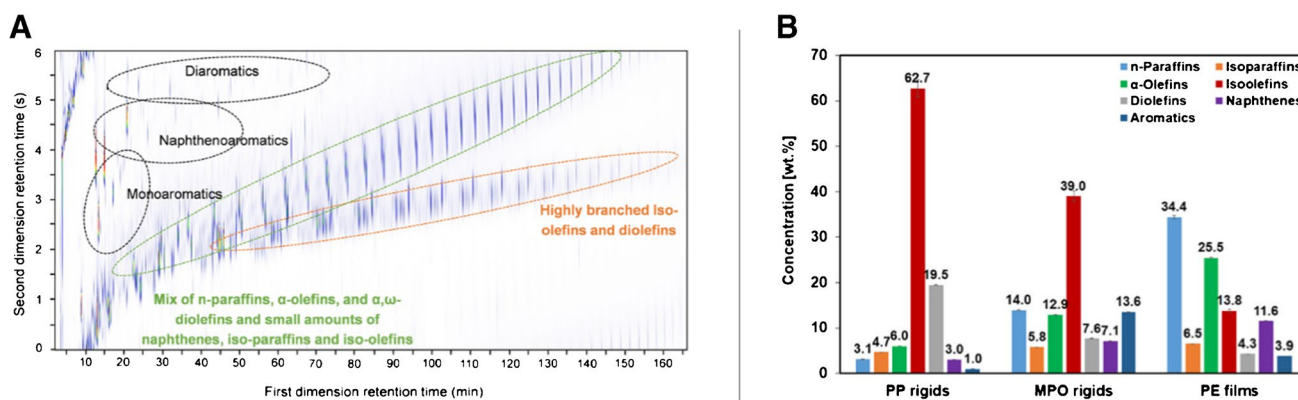 A
Second dimension retention time (s)
6
5
4
3
2
1
0
Diaromatics
Naphthenoaromatics
Monoaromatics
Highly branched Iso-
olefins and diolefins
Mix of n-paraffins, α-olefins, and α,ω-
diolefins and small amounts of
naphthenes, iso-paraffins and iso-olefins
10 20 30 40 50 60 70 80 90 100 110 120 130 140 150 160
First dimension retention time (min)
B
Concentration [wt.%]
70
60
50
40
30
20
10
0
n-Paraffins Isoparaffins
α-Olefins Isoolefins
Diolefins Naphthenes
Aromatics
3.1 4.7 6.0 62.7 19.5 3.0 1.0
14.0 5.8 12.9 39.0 7.6 7.1 13.6
34.4 6.5 25.5 13.8 4.3 11.6 3.9
PP rigids MPO rigids PE films